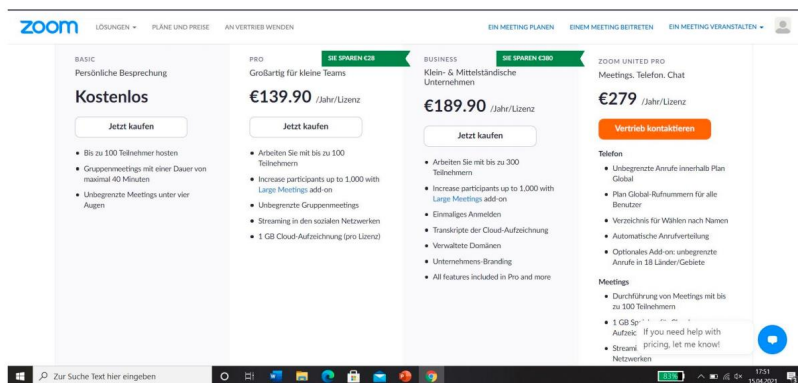 zoom
LÖSUNGEN
PLÄNE UND PREISE
AN VERTRIEB WENDEN
EIN MEETING PLANEN
EINEM MEETING BEITRETEN
EIN MEETING VERANSTALTEN
BASIC
Persönliche Besprechung
Kostenlos
Jetzt kaufen
• Bis zu 100 Teilnehmer hosten
• Gruppenmeetings mit einer Dauer von
maximal 40 Minuten
• Unbegrenzte Meetings unter vier
Augen
SIE SPAREN €28
PRO
Großartig für kleine Teams
€139.90 /Jahr/Lizenz
Jetzt kaufen
• Arbeiten Sie mit bis zu 100
Teilnehmern
• Increase participants up to 1,000 with
Large Meetings add-on
• Unbegrenzte Gruppenmeetings
• Streaming in den sozialen Netzwerken
• 1 GB Cloud-Aufzeichnung (pro Lizenz)
SIE SPAREN €380
BUSINESS
Klein- & Mittelständische
Unternehmen
€189.90 /Jahr/Lizenz
Jetzt kaufen
• Arbeiten Sie mit bis zu 300
Teilnehmern
• Increase participants up to 1,000 with
Large Meetings add-on
• Einmaliges Anmelden
• Transkripte der Cloud-Aufzeichnung
• Verwaltete Domänen
• Unternehmens-Branding
• All features included in Pro and more
ZOOM UNITED PRO
Meetings. Telefon. Chat
€279 /Jahr/Lizenz
Vertrieb kontaktieren
Telefon
• Unbegrenzte Anrufe innerhalb Plan
Global
• Plan Global-Rufnummern für alle
Benutzer
• Verzeichnis für Wählen nach Namen
• Automatische Anrufverteilung
• Optionales Add-on: unbegrenzte
Anrufe in 18 Länder/Gebiete
Meetings
• Durchführung von Meetings mit bis
zu 100 Teilnehmern
• 1 GB
Netzwerken
If you need help with
pricing, let me know!
Zur Suche Text hier eingeben
83%
17:51
15.04.2021